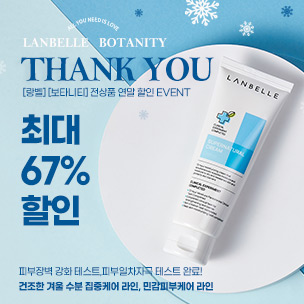 ALL YOU NEED IS LOVE
LANBELLE BOTANITY
THANK YOU
[랑벨] [보타니티] 전상품 연말 할인 EVENT
최대
67%
할인
LANBELLE
CLINICAL EXPERIMENT
COMPLETED
피부장벽 강화 테스트,피부일차자극 테스트 완료!
건조한 겨울 수분 집중케어 라인, 민감피부케어 라인